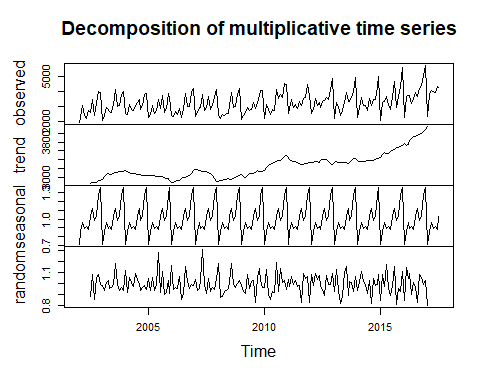 Decomposition of multiplicative time series
observed
5000
2000
trend
3800
3000
seasonal
1.3
1.0
0.7
random
1.1
0.8
2005
2010
2015
Time